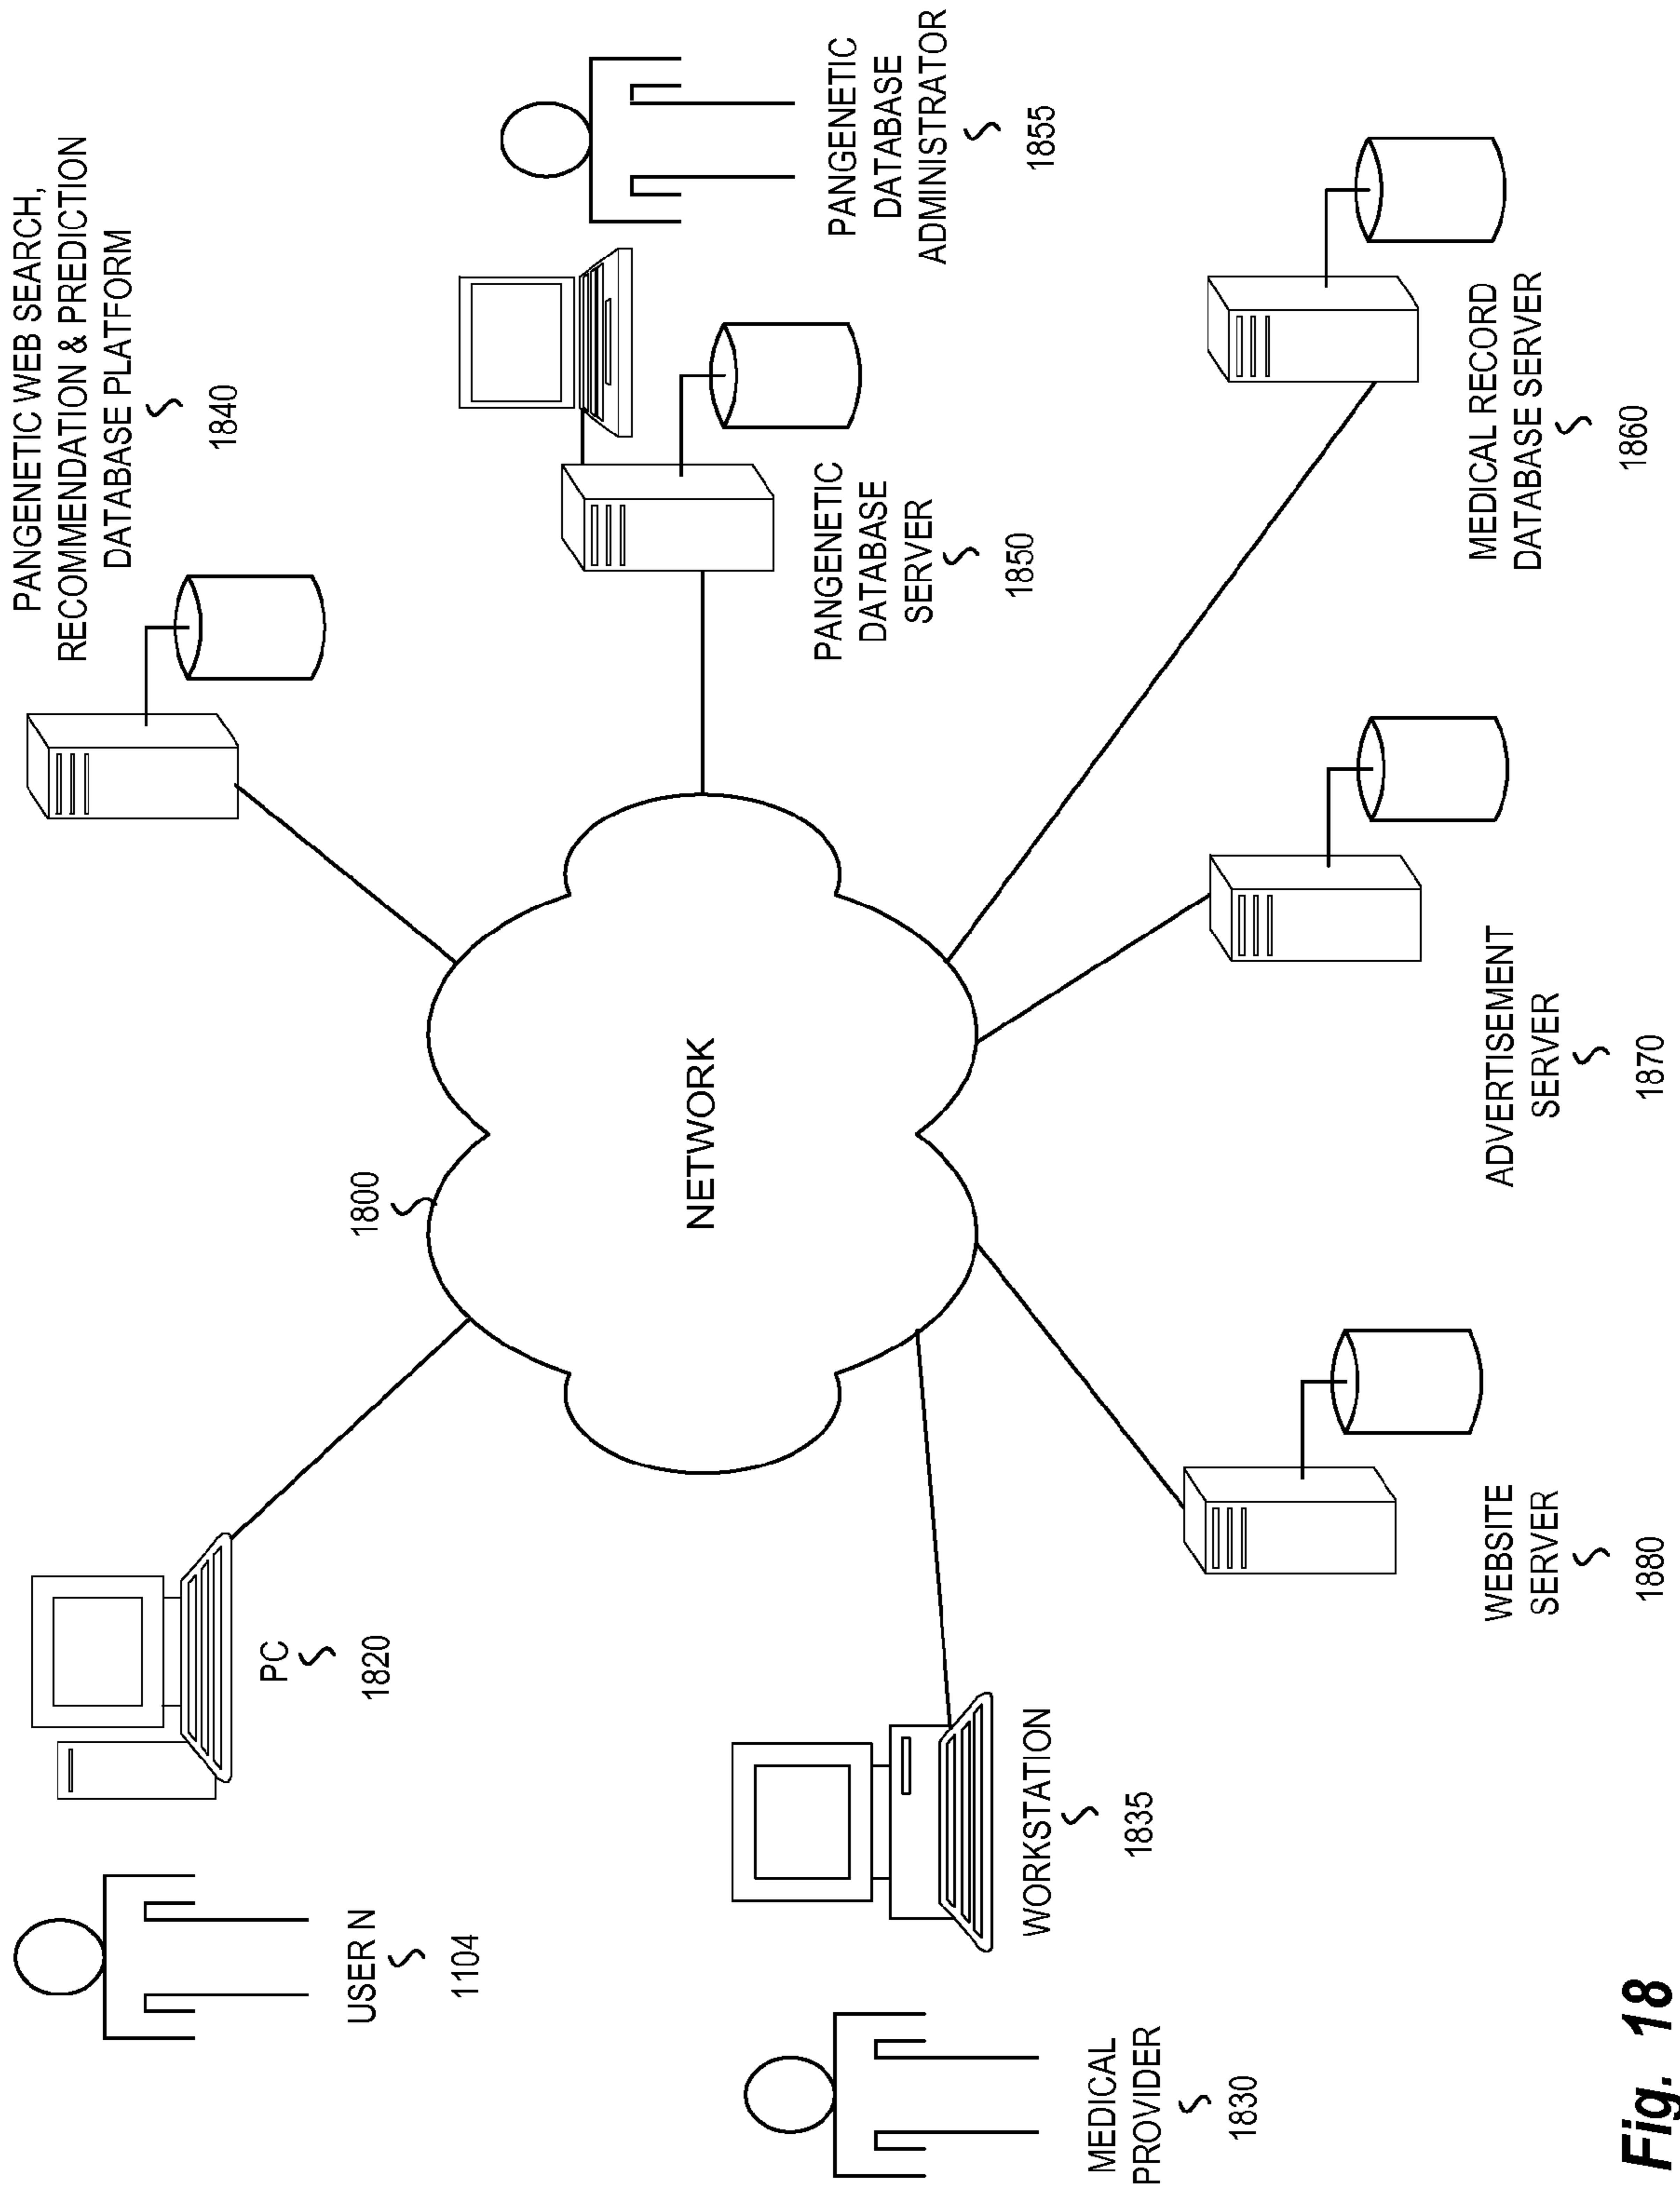 USER N
1104
PC
1820
1800
PANGENETIC WEB SEARCH,
RECOMMENDATION & PREDICTION
DATABASE PLATFORM
1840
MEDICAL
PROVIDER
1830
WORKSTATION
1835
NETWORK
PANGENETIC
DATABASE
SERVER
1850
PANGENETIC
DATABASE
ADMINISTRATOR
1855
WEBSITE
SERVER
1880
ADVERTISEMENT
SERVER
1870
MEDICAL RECORD
DATABASE SERVER
1860
Fig. 18